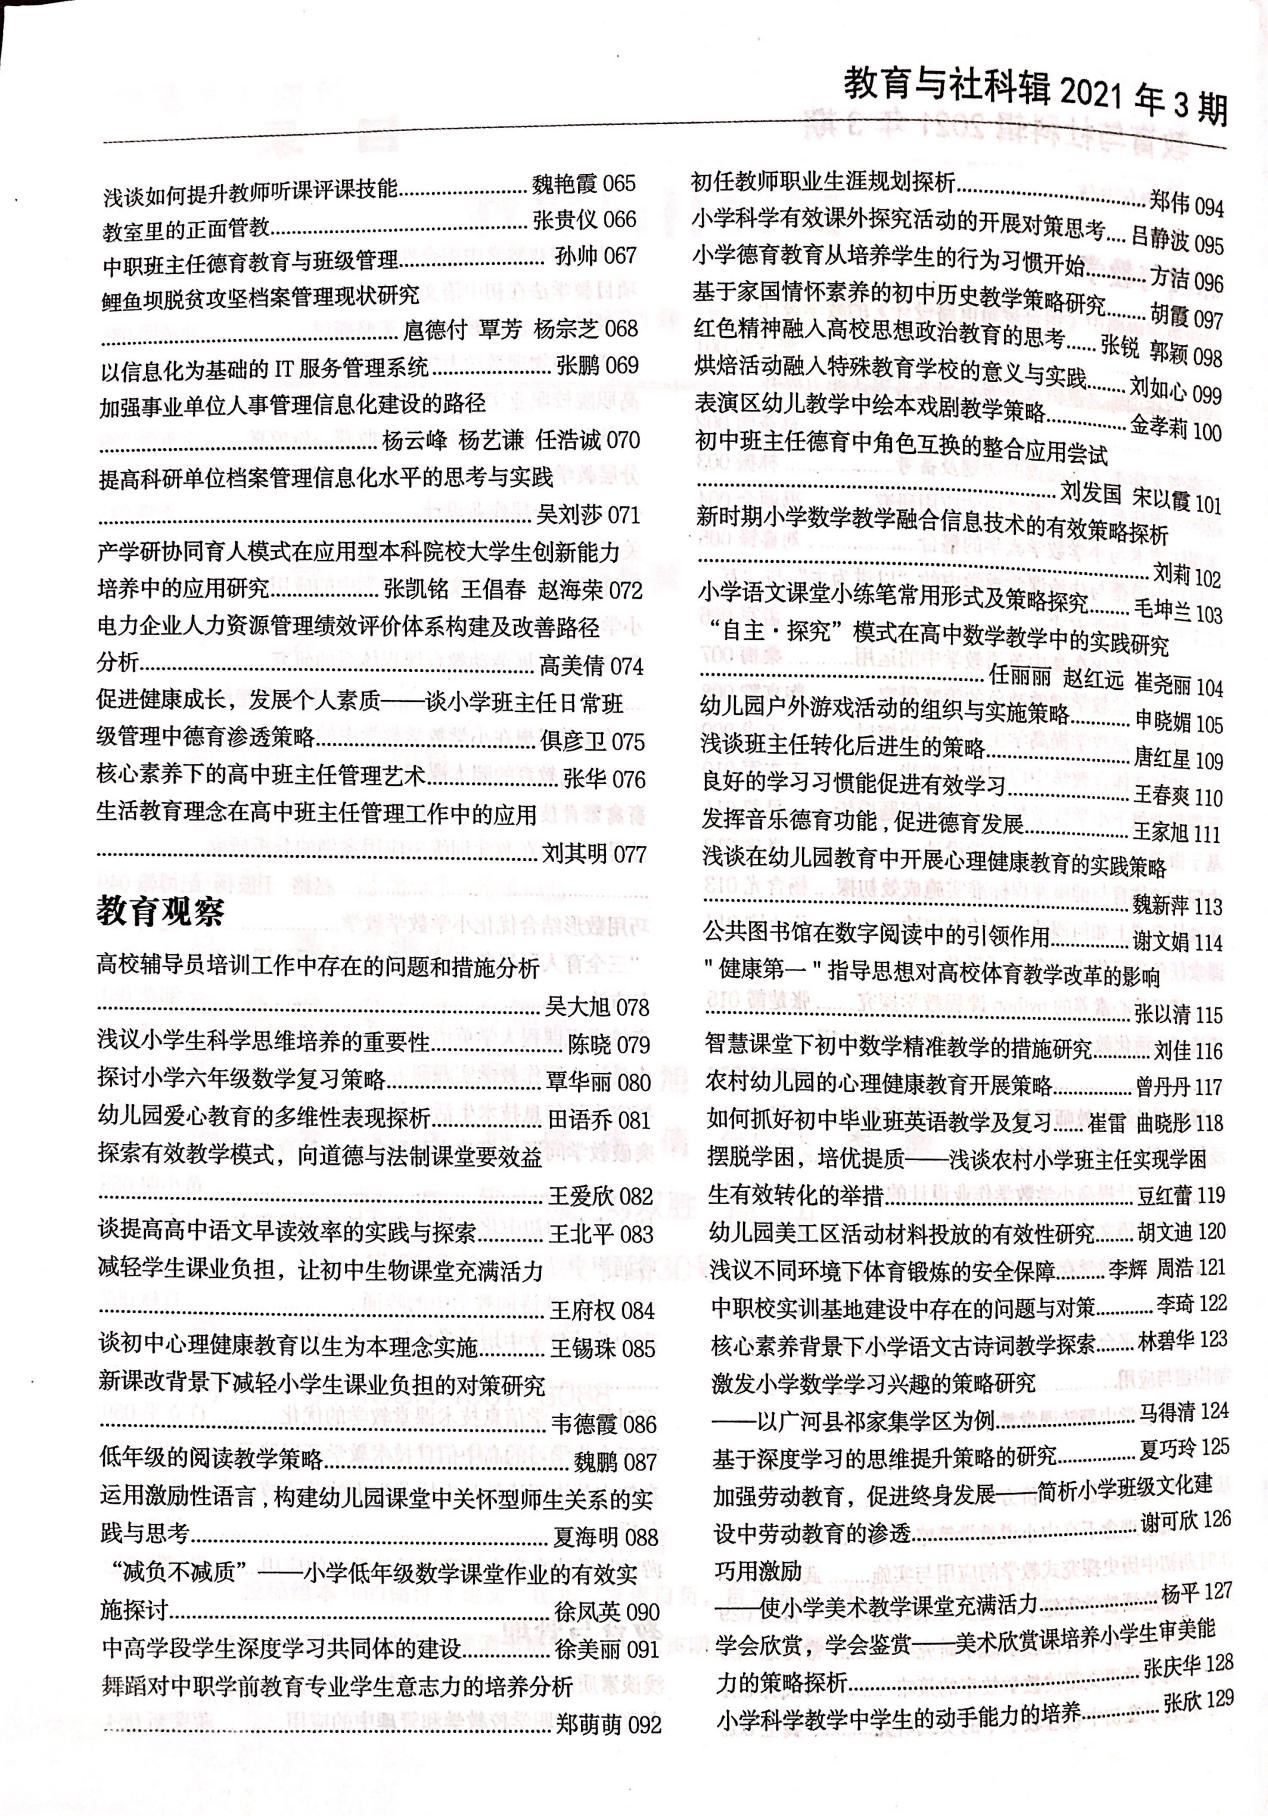 教育与社科辑 2021 年 3 期
浅谈如何提升教师听课评课技能........................ 魏艳霞 065
教室里的正面管教................................................ 张贵仪 066
中职班主任德育教育与班级管理........................... 孙帅 067
鲤鱼坝脱贫攻坚档案管理现状研究
........................................................ 扈德付 覃芳 杨宗芝 068
以信息化为基础的 IT 服务管理系统....................... 张鹏 069
加强事业单位人事管理信息化建设的路径
.................................................... 杨云峰 杨艺谦 任浩诚 070
提高科研单位档案管理信息化水平的思考与实践
................................................................................ 吴刘莎 071
产学研协同育人模式在应用型本科院校大学生创新能力
培养中的应用研究.................... 张凯铭 王倡春 赵海荣 072
电力企业人力资源管理绩效评价体系构建及改善路径
分析........................................................................ 高美倩 074
促进健康成长，发展个人素质——谈小学班主任日常班
级管理中德育渗透策略........................................ 俱彦卫 075
核心素养下的高中班主任管理艺术......................... 张华 076
生活教育理念在高中班主任管理工作中的应用
................................................................................ 刘其明 077
教育观察
高校辅导员培训工作中存在的问题和措施分析
................................................................................ 吴大旭 078
浅议小学生科学思维培养的重要性........................ 陈晓 079
探讨小学六年级数学复习策略............................. 覃华丽 080
幼儿园爱心教育的多维性表现探析..................... 田语乔 081
探索有效教学模式，向道德与法制课堂要效益
................................................................................ 王爱欣 082
谈提高高中语文早读效率的实践与探索............ 王北平 083
减轻学生课业负担，让初中生物课堂充满活力
................................................................................ 王府权 084
谈初中心理健康教育以生为本理念实施............ 王锡珠 085
新课改背景下减轻小学生课业负担的对策研究
................................................................................ 韦德霞 086
低年级的阅读教学策略............................................ 魏鹏 087
运用激励性语言,构建幼儿园课堂中关怀型师生关系的实
践与思考................................................................ 夏海明 088
“减负不减质”——小学低年级数学课堂作业的有效实
施探讨.................................................................... 徐凤英 090
中高学段学生深度学习共同体的建设................ 徐美丽 091
舞蹈对中职学前教育专业学生意志力的培养分析
................................................................................ 郑萌萌 092
初任教师职业生涯规划探析.................................... 郑伟 094
小学科学有效课外探究活动的开展对策思考.... 吕静波 095
小学德育教育从培养学生的行为习惯开始............ 方洁 096
基于家国情怀素养的初中历史教学策略研究........ 胡霞 097
红色精神融入高校思想政治教育的思考...... 张锐 郭颖 098
烘焙活动融入特殊教育学校的意义与实践........ 刘如心 099
表演区幼儿教学中绘本戏剧教学策略................ 金孝莉 100
初中班主任德育中角色互换的整合应用尝试
.................................................................... 刘发国 宋以霞 101
新时期小学数学教学融合信息技术的有效策略探析
.................................................................................... 刘莉 102
小学语文课堂小练笔常用形式及策略探究........ 毛坤兰 103
“自主·探究”模式在高中数学教学中的实践研究
.................................................... 任丽丽 赵红远 崔尧丽 104
幼儿园户外游戏活动的组织与实施策略............ 申晓媚 105
浅谈班主任转化后进生的策略............................ 唐红星 109
良好的学习习惯能促进有效学习........................ 王春爽 110
发挥音乐德育功能,促进德育发展.................... 王家旭 111
浅谈在幼儿园教育中开展心理健康教育的实践策略
................................................................................ 魏新萍 113
公共图书馆在数字阅读中的引领作用................ 谢文娟 114
"健康第一"指导思想对高校体育教学改革的影响
................................................................................ 张以清 115
智慧课堂下初中数学精准教学的措施研究............ 刘佳 116
农村幼儿园的心理健康教育开展策略................ 曾丹丹 117
如何抓好初中毕业班英语教学及复习...... 崔雷 曲晓彤 118
摆脱学困，培优提质——浅谈农村小学班主任实现学困
生有效转化的举措................................................ 豆红蕾 119
幼儿园美工区活动材料投放的有效性研究........ 胡文迪 120
浅议不同环境下体育锻炼的安全保障.......... 李辉 周浩 121
中职校实训基地建设中存在的问题与对策............ 李琦 122
核心素养背景下小学语文古诗词教学探索........ 林碧华 123
激发小学数学学习兴趣的策略研究
——以广河县祁家集学区为例............................ 马得清 124
基于深度学习的思维提升策略的研究................ 夏巧玲 125
加强劳动教育，促进终身发展——简析小学班级文化建
设中劳动教育的渗透............................................ 谢可欣 126
巧用激励
——使小学美术教学课堂充满活力........................ 杨平 127
学会欣赏，学会鉴赏——美术欣赏课培养小学生审美能
力的策略探析........................................................ 张庆华 128
小学科学教学中学生的动手能力的培养................ 张欣 129